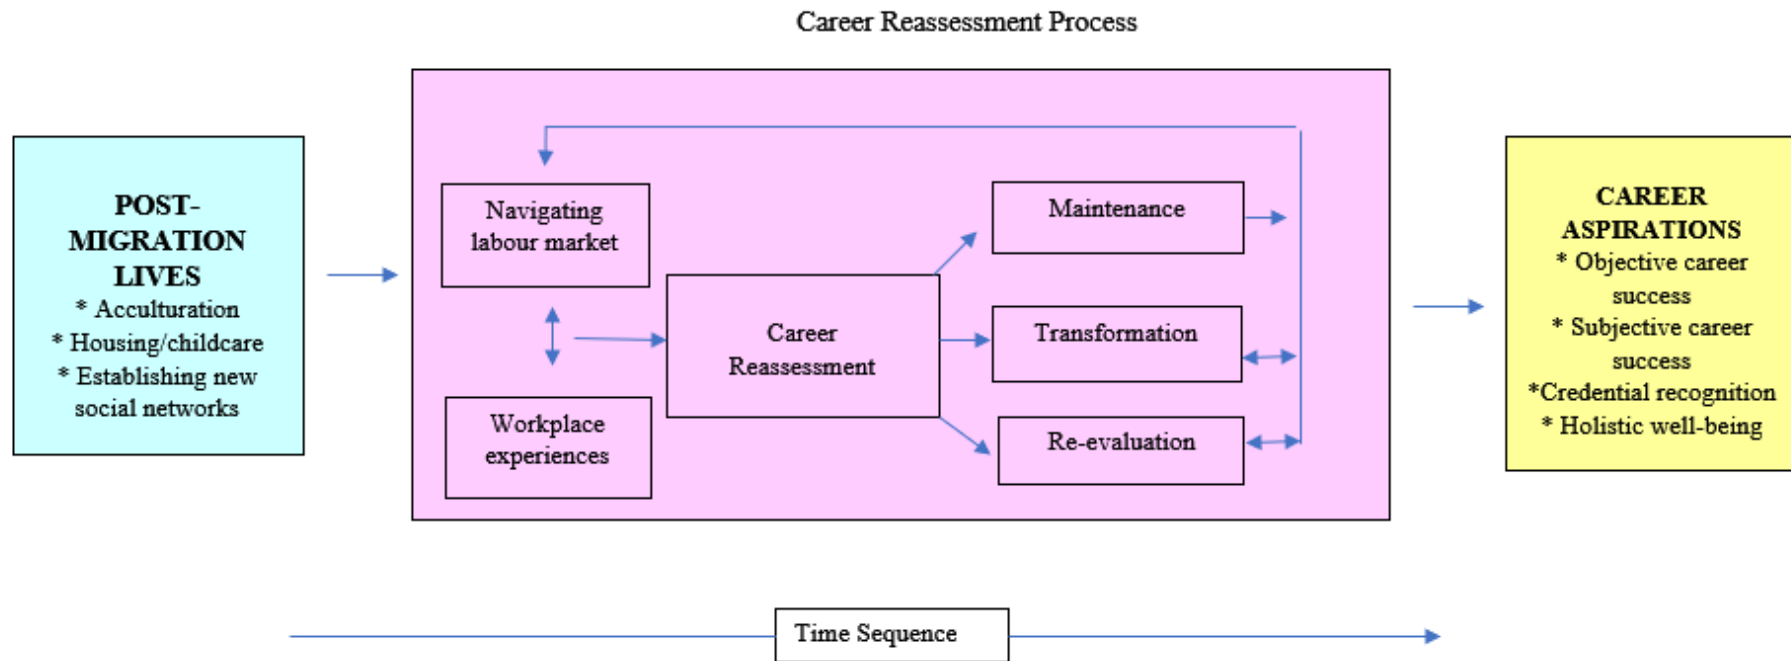 Career Reassessment Process
POST-
MIGRATION
LIVES
* Acculturation
* Housing/childcare
* Establishing new
social networks
Navigating
labour market
Workplace
experiences
Career
Reassessment
Maintenance
Transformation
Re-evaluation
CAREER
ASPIRATIONS
* Objective career
success
* Subjective career
success
*Credential recognition
* Holistic well-being
Time Sequence